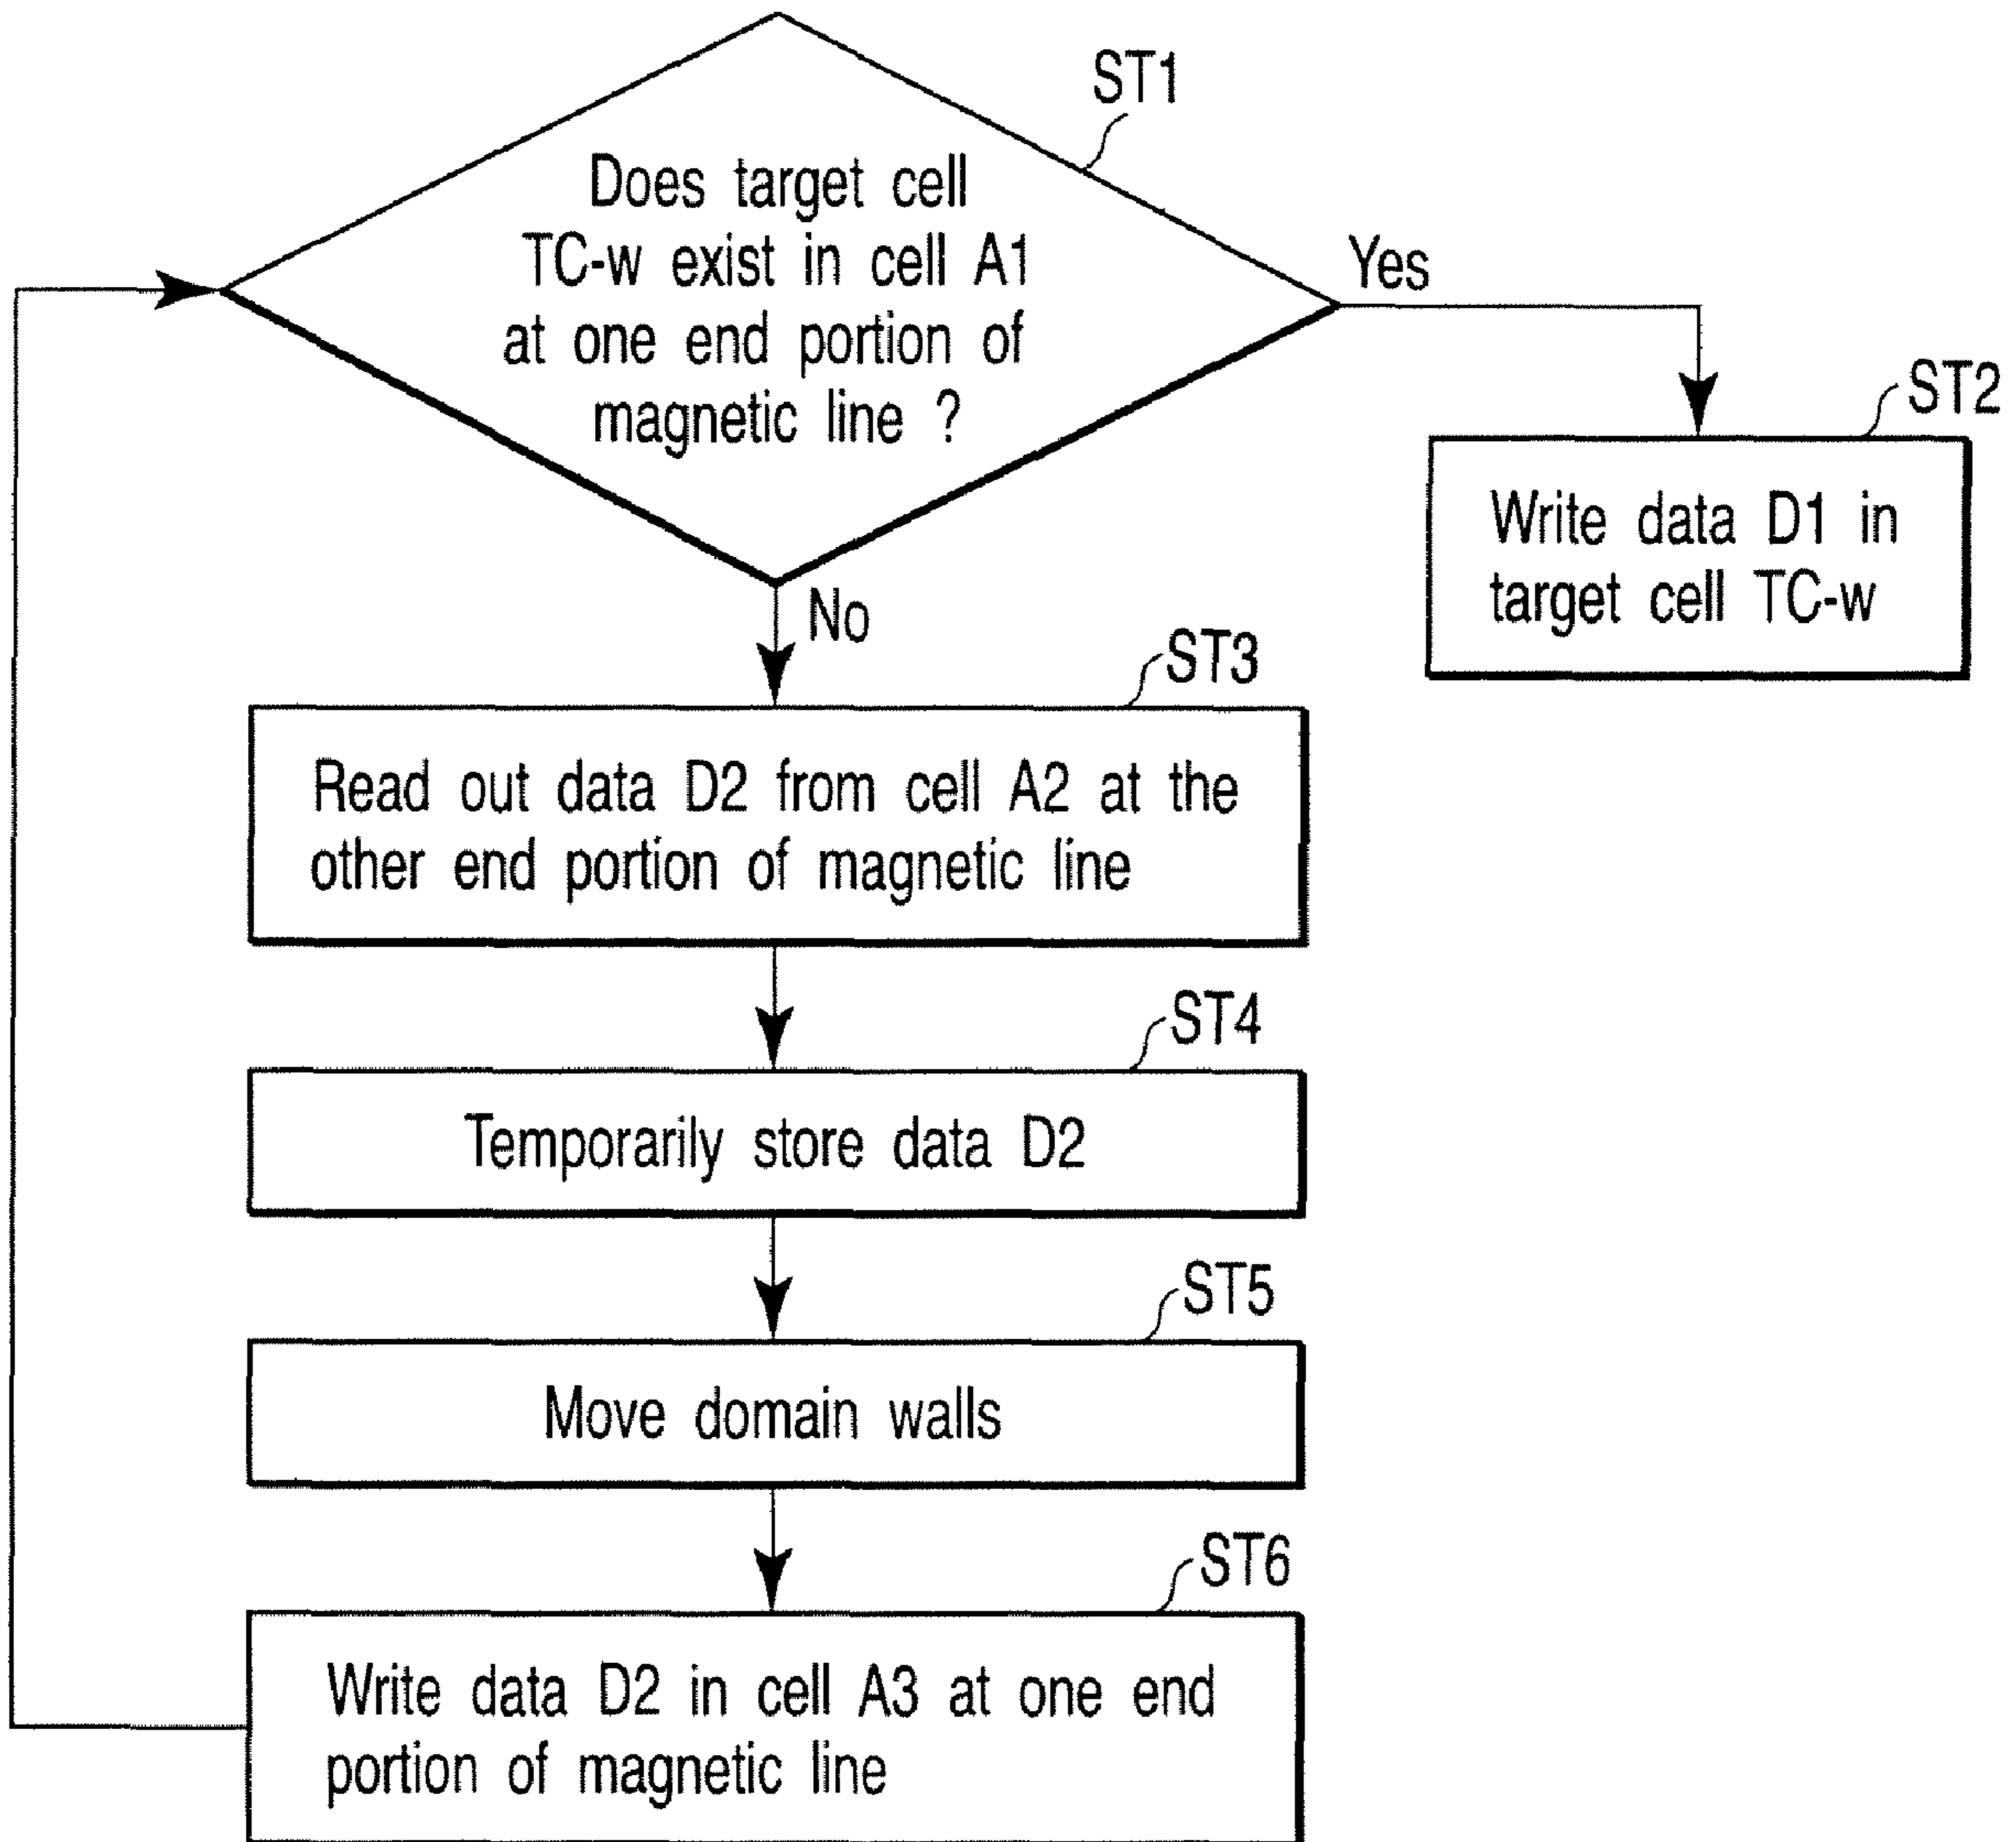 ST1
Does target cell
TC-w exist in cell A1
at one end portion of
magnetic line ?
Yes
ST2
Write data D1 in
target cell TC-w
No
ST3
Read out data D2 from cell A2 at the
other end portion of magnetic line
ST4
Temporarily store data D2
ST5
Move domain walls
ST6
Write data D2 in cell A3 at one end
portion of magnetic line